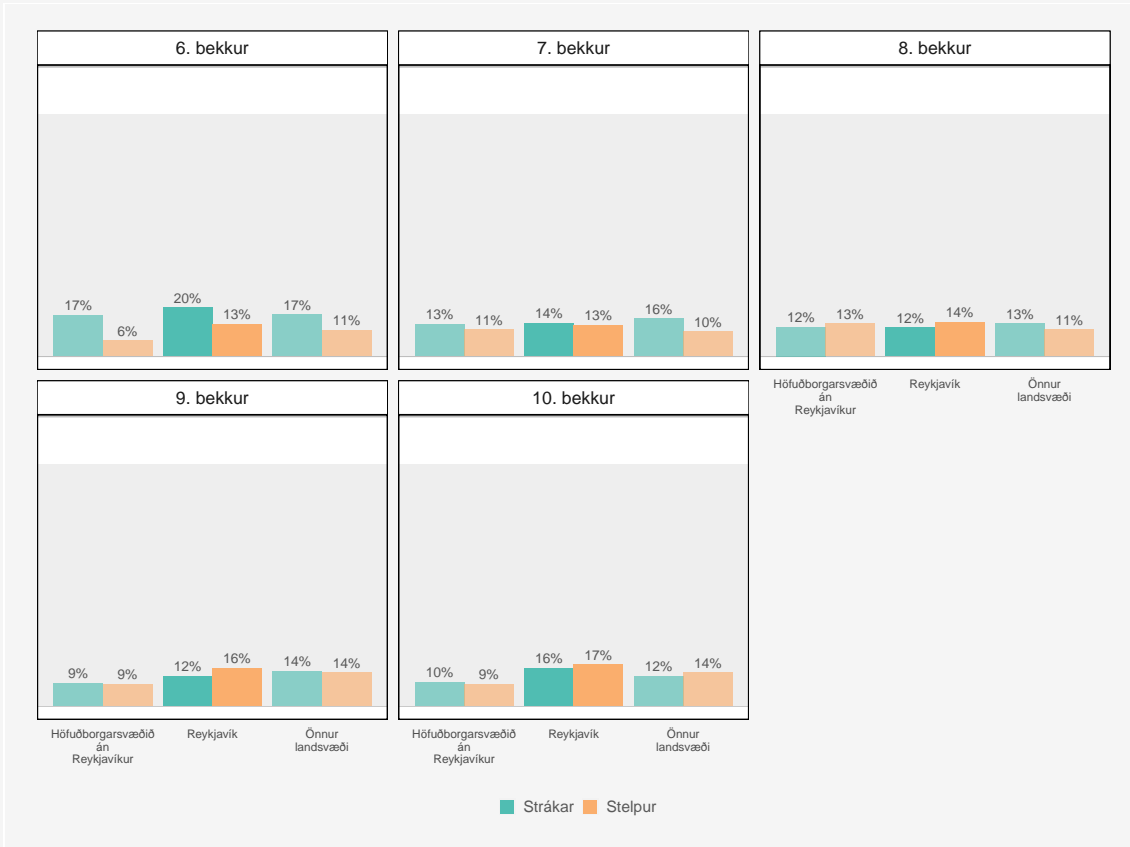 6. bekkur
17%
6%
20%
13%
17%
11%
7. bekkur
13%
11%
14%
13%
16%
10%
8. bekkur
12%
13%
12%
14%
13%
11%
Höfuðborgarsvæðið
án
Reykjavíkur
Reykjavík
Önnur
landsvæði
9. bekkur
9%
9%
12%
16%
14%
14%
Höfuðborgarsvæðið
án
Reykjavíkur
Reykjavík
Önnur
landsvæði
10. bekkur
10%
9%
16%
17%
12%
14%
Höfuðborgarsvæðið
án
Reykjavíkur
Reykjavík
Önnur
landsvæði
Strákar Stelpur